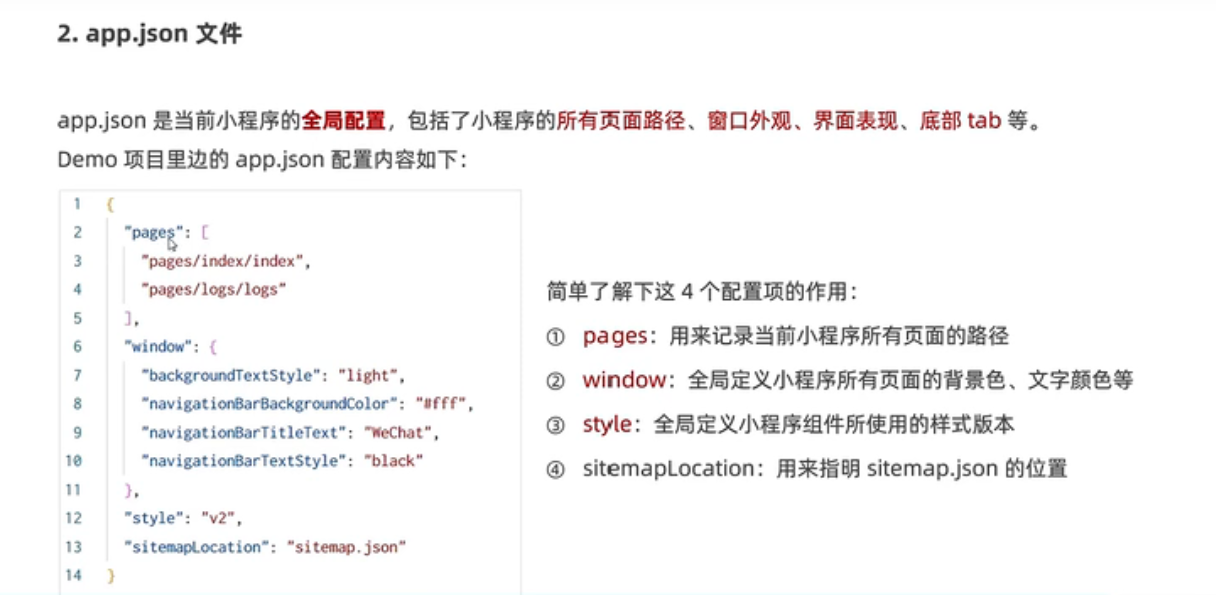 2. app.json 文件
app.json 是当前小程序的全局配置，包括了小程序的所有页面路径、窗口外观、界面表现、底部 tab 等。
Demo 项目里边的 app.json 配置内容如下：
1 {
2 "pages": [
3 "pages/index/index",
4 "pages/logs/logs"
5 ],
6 "window": {
7 "backgroundTextStyle": "light",
8 "navigationBarBackgroundColor": "#fff",
9 "navigationBarTitleText": "WeChat",
10 "navigationBarTextStyle": "black"
11 },
12 "style": "v2",
13 "sitemapLocation": "sitemap.json"
14 }
简单了解下这 4 个配置项的作用：
① pages：用来记录当前小程序所有页面的路径
② window：全局定义小程序所有页面的背景色、文字颜色等
③ style：全局定义小程序组件所使用的样式版本
④ sitemapLocation：用来指明 sitemap.json 的位置